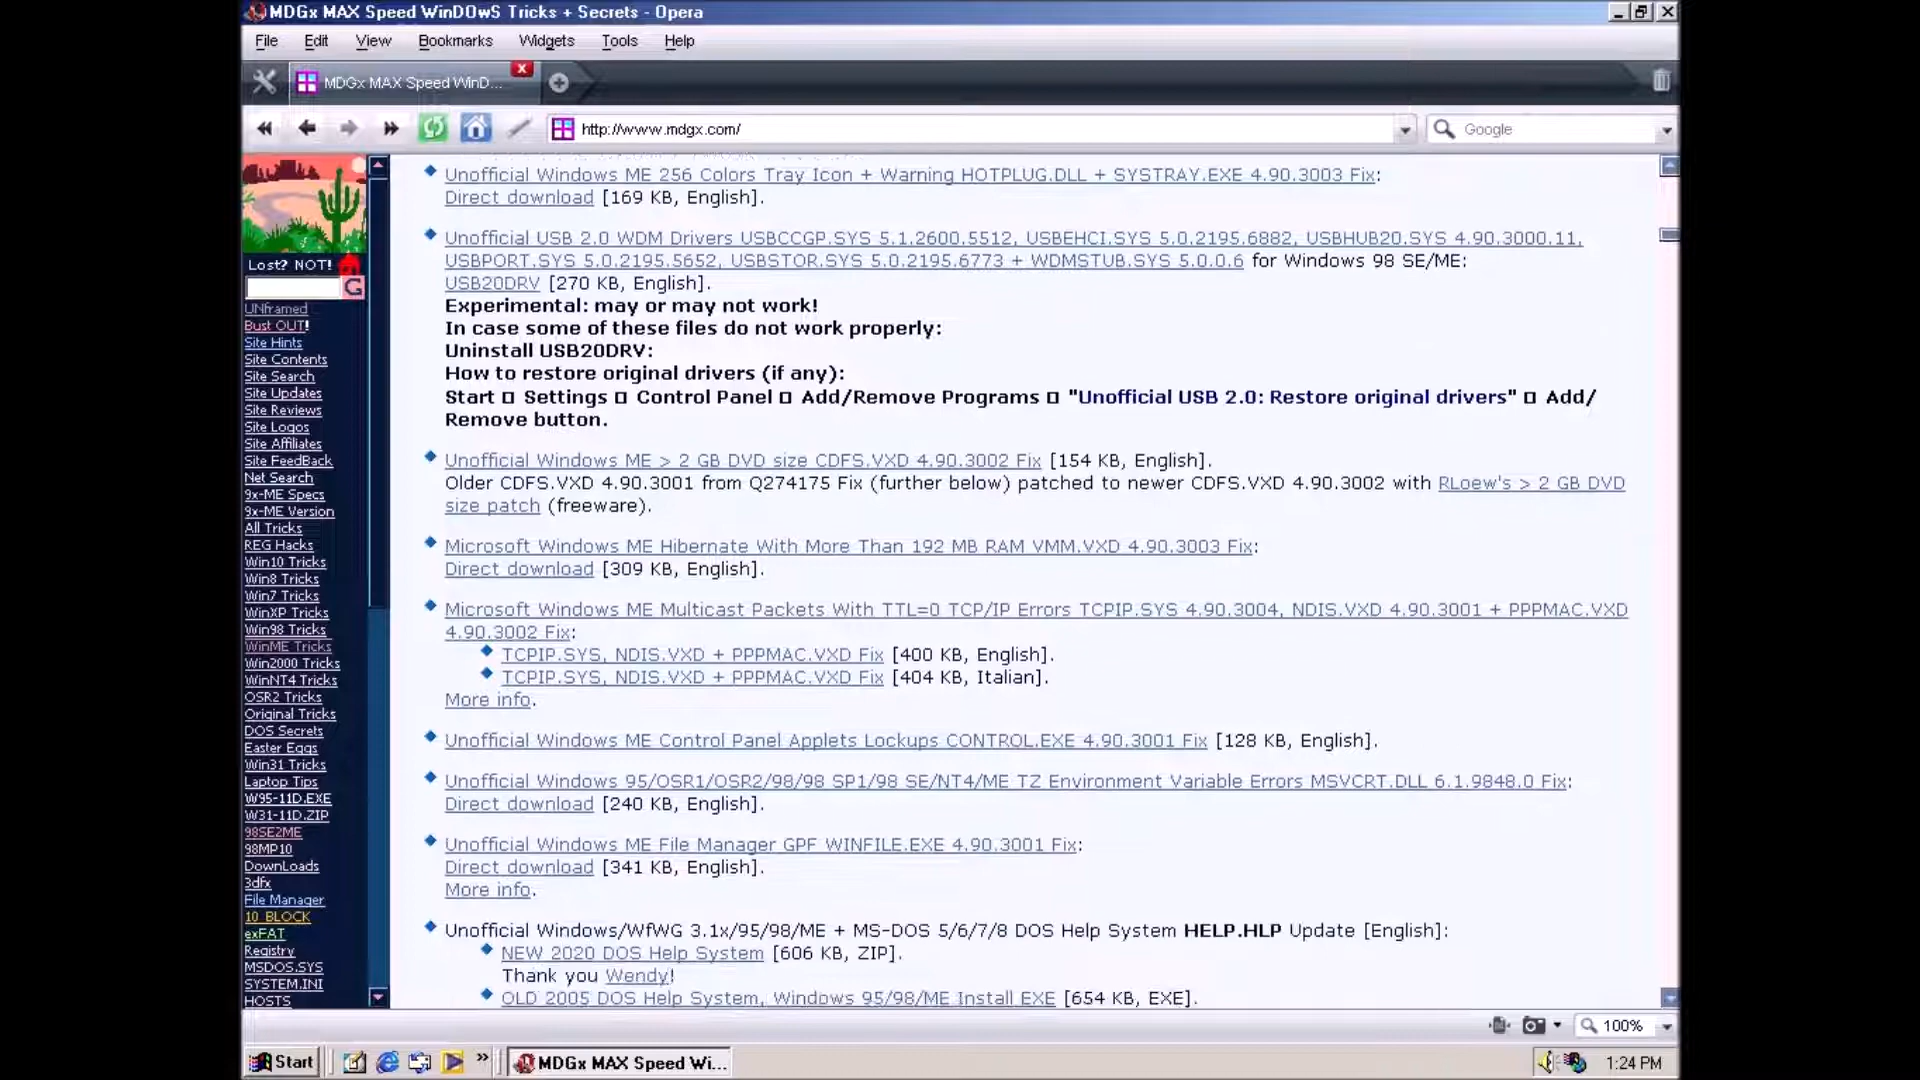 MDGx MAX Speed WinDOwS Tricks + Secrets - Opera
File Edit View Bookmarks Widgets Tools Help
MDGx MAX Speed WinD...
http://www.mdgx.com/
Google
Lost? NOT!
G
UNframed
Bust OUT!
Site Hints
Site Contents
Site Search
Site Updates
Site Reviews
Site Logos
Site Affiliates
Site FeedBack
Net Search
9x-ME Specs
9x-ME Version
All Tricks
REG Hacks
Win10 Tricks
Win8 Tricks
Win7 Tricks
WinXP Tricks
Win98 Tricks
WinME Tricks
Win2000 Tricks
WinNT4 Tricks
OSR2 Tricks
Original Tricks
DOS Secrets
Easter Eggs
Win31 Tricks
Laptop Tips
W95-11D.EXE
W31-11D.ZIP
98SE2ME
98MP10
DownLoads
3dfx
File Manager
10 BLOCK
exFAT
Registry
MSDOS.SYS
SYSTEM.INI
HOSTS
Unofficial Windows ME 256 Colors Tray Icon + Warning HOTPLUG.DLL + SYSTRAY.EXE 4.90.3003 Fix:
Direct download [169 KB, English].
Unofficial USB 2.0 WDM Drivers USBCCGP.SYS 5.1.2600.5512, USBEHCI.SYS 5.0.2195.6882, USBHUB20.SYS 4.90.3000.11,
USBPORT.SYS 5.0.2195.5652, USBSTOR.SYS 5.0.2195.6773 + WDMSTUB.SYS 5.0.0.6 for Windows 98 SE/ME:
USB20DRV [270 KB, English].
Experimental: may or may not work!
In case some of these files do not work properly:
Uninstall USB20DRV:
How to restore original drivers (if any):
Start □ Settings □ Control Panel □ Add/Remove Programs □ "Unofficial USB 2.0: Restore original drivers" □ Add/
Remove button.
Unofficial Windows ME > 2 GB DVD size CDFS.VXD 4.90.3002 Fix [154 KB, English].
Older CDFS.VXD 4.90.3001 from Q274175 Fix (further below) patched to newer CDFS.VXD 4.90.3002 with RLoew's > 2 GB DVD
size patch (freeware).
Microsoft Windows ME Hibernate With More Than 192 MB RAM VMM.VXD 4.90.3003 Fix:
Direct download [309 KB, English].
Microsoft Windows ME Multicast Packets With TTL=0 TCP/IP Errors TCPIP.SYS 4.90.3004, NDIS.VXD 4.90.3001 + PPPMAC.VXD
4.90.3002 Fix:
TCPIP.SYS, NDIS.VXD + PPPMAC.VXD Fix [400 KB, English].
TCPIP.SYS, NDIS.VXD + PPPMAC.VXD Fix [404 KB, Italian].
More info.
Unofficial Windows ME Control Panel Applets Lockups CONTROL.EXE 4.90.3001 Fix [128 KB, English].
Unofficial Windows 95/OSR1/OSR2/98/98 SP1/98 SE/NT4/ME TZ Environment Variable Errors MSVCRT.DLL 6.1.9848.0 Fix:
Direct download [240 KB, English].
Unofficial Windows ME File Manager GPF WINFILE.EXE 4.90.3001 Fix:
Direct download [341 KB, English].
More info.
Unofficial Windows/WfWG 3.1x/95/98/ME + MS-DOS 5/6/7/8 DOS Help System HELP.HLP Update [English]:
NEW 2020 DOS Help System [606 KB, ZIP].
Thank you Wendy!
OLD 2005 DOS Help System, Windows 95/98/ME Install EXE [654 KB, EXE].
100%
Start
MDGx MAX Speed Wi...
1:24 PM